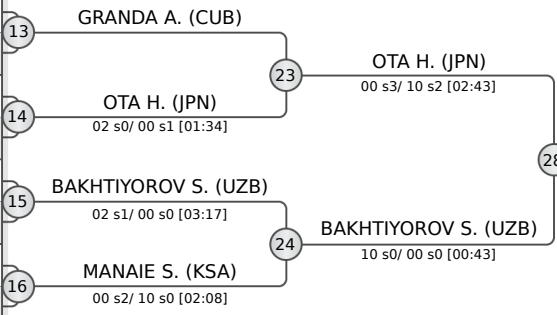 13
GRANDA A. (CUB)
23
OTA H. (JPN)
00 s3/ 10 s2 [02:43]
14
OTA H. (JPN)
02 s0/ 00 s1 [01:34]
28
15
BAKHTIYOROV S. (UZB)
02 s1/ 00 s0 [03:17]
24
BAKHTIYOROV S. (UZB)
10 s0/ 00 s0 [00:43]
16
MANAIE S. (KSA)
00 s2/ 10 s0 [02:08]